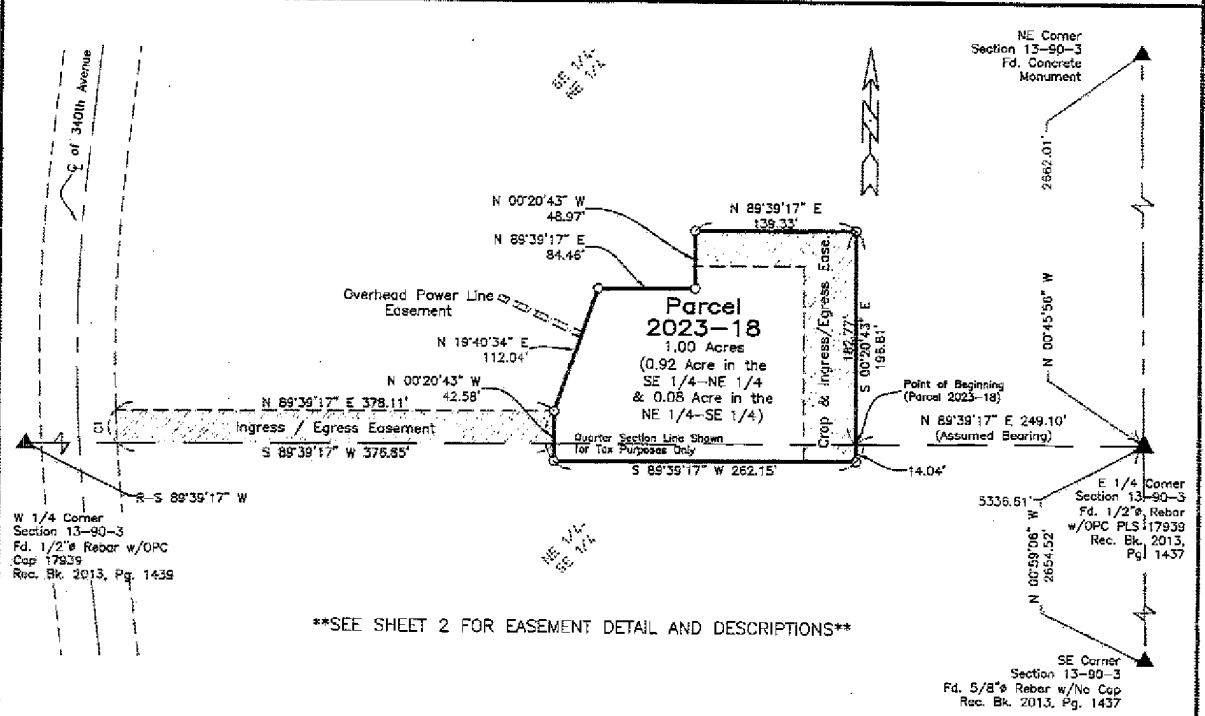 NE Corner
Section 13-90-3
Fd. Concrete
Monument
℄ of 340th Avenue
SE 1/4-
NE 1/4
N
2662.01'
N 00°45'56" W
N 00°20'43" W
48.97'
N 89°39'17" E
139.33'
N 89°39'17" E
84.46'
Overhead Power Line
Easement
Parcel
2023-18
1.00 Acres
(0.92 Acre in the
SE 1/4-NE 1/4
& 0.08 Acre in the
NE 1/4-SE 1/4)
Crop & Ingress/Egress Ease.
182.77'
S 00°20'43" E
196.81'
N 19°40'34" E
112.04'
N 00°20'43" W
42.58'
Point of Beginning
(Parcel 2023-18)
N 89°39'17" E 249.10'
(Assumed Bearing)
N 89°39'17" E 378.11'
C1
Ingress / Egress Easement
S 89°39'17" W 376.85'
Quarter Section Line Shown
for Tax Purposes Only
S 89°39'17" W 262.15'
14.04'
R-S 89°39'17" W
5336.61'
W 1/4 Corner
Section 13-90-3
Fd. 1/2"ø Rebar w/OPC
Cap 17939
Rec. Bk. 2013, Pg. 1439
E 1/4 Corner
Section 13-90-3
Fd. 1/2"ø Rebar
w/OPC PLS 17939
Rec. Bk. 2013,
Pg. 1437
NE 1/4-
SE 1/4
N 00°59'06" W
2654.52'
**SEE SHEET 2 FOR EASEMENT DETAIL AND DESCRIPTIONS**
SE Corner
Section 13-90-3
Fd. 5/8"ø Rebar w/No Cap
Rec. Bk. 2013, Pg. 1437